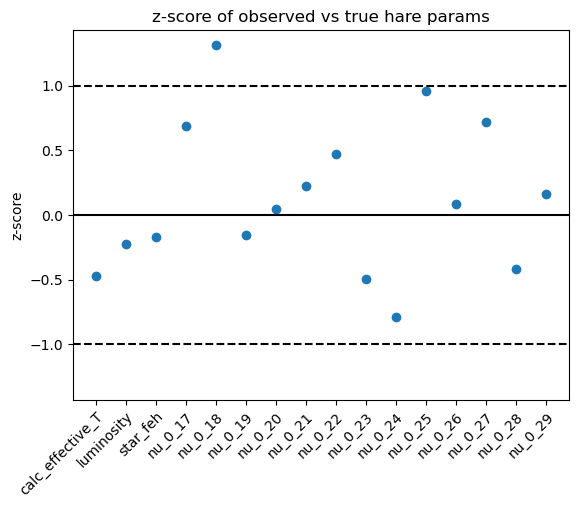 z-score of observed vs true hare params
z-score
1.0
0.5
0.0
−0.5
−1.0
calc_effective_T
luminosity
star_feh
nu_0_17
nu_0_18
nu_0_19
nu_0_20
nu_0_21
nu_0_22
nu_0_23
nu_0_24
nu_0_25
nu_0_26
nu_0_27
nu_0_28
nu_0_29